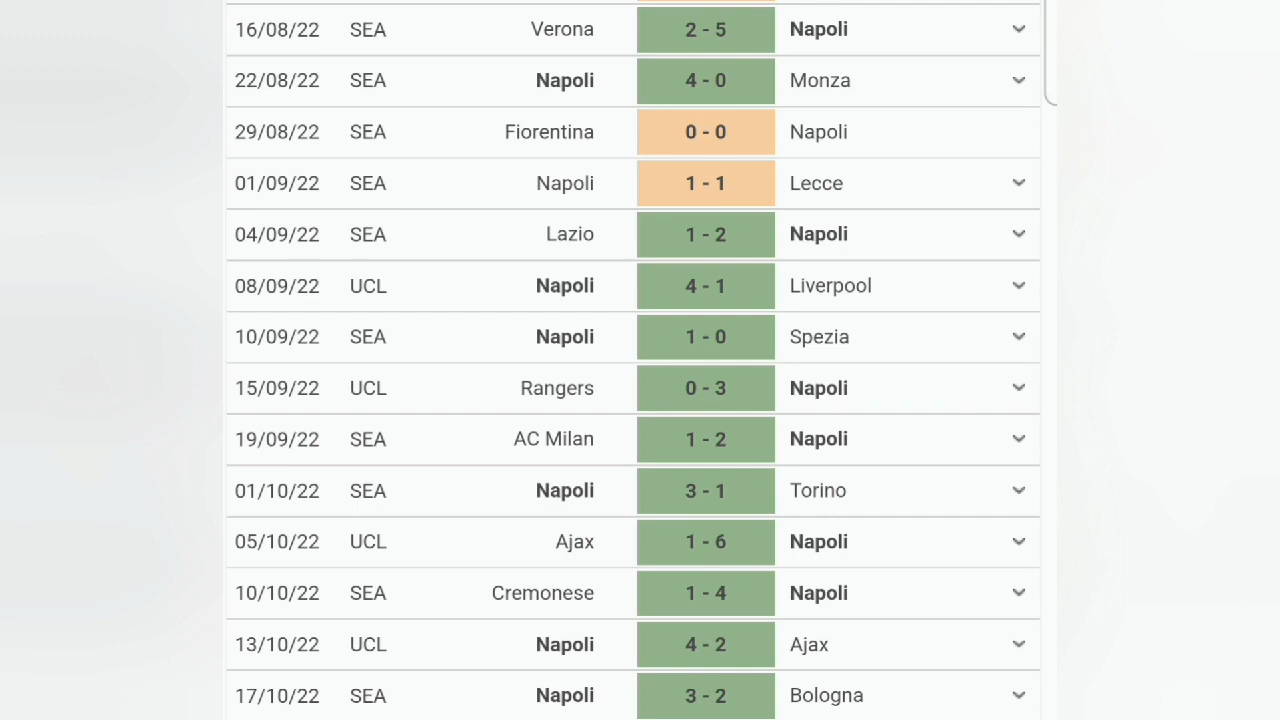 16/08/22 SEA Verona 2 - 5 Napoli
22/08/22 SEA Napoli 4 - 0 Monza
29/08/22 SEA Fiorentina 0 - 0 Napoli
01/09/22 SEA Napoli 1 - 1 Lecce
04/09/22 SEA Lazio 1 - 2 Napoli
08/09/22 UCL Napoli 4 - 1 Liverpool
10/09/22 SEA Napoli 1 - 0 Spezia
15/09/22 UCL Rangers 0 - 3 Napoli
19/09/22 SEA AC Milan 1 - 2 Napoli
01/10/22 SEA Napoli 3 - 1 Torino
05/10/22 UCL Ajax 1 - 6 Napoli
10/10/22 SEA Cremonese 1 - 4 Napoli
13/10/22 UCL Napoli 4 - 2 Ajax
17/10/22 SEA Napoli 3 - 2 Bologna